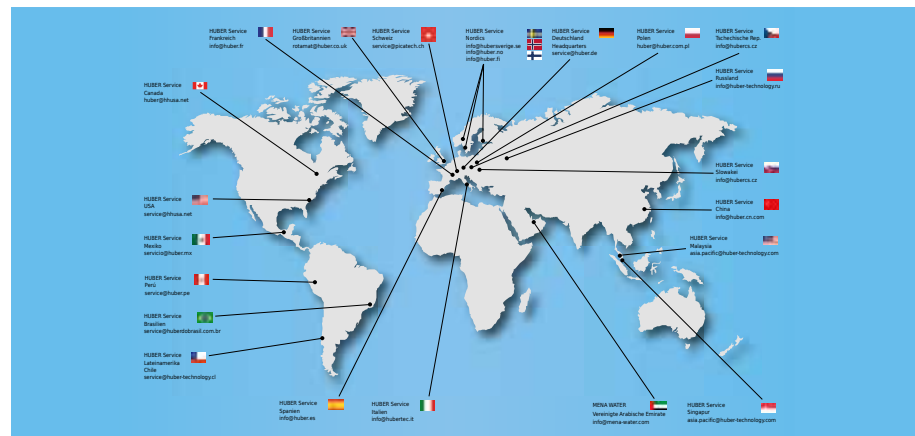 HUBER Service
Frankreich
info@huber.fr
HUBER Service
Großbritannien
rotamat@huber.co.uk
HUBER Service
Schweiz
service@picatech.ch
HUBER Service
Nordics
info@hubersverige.se
info@huber.no
info@huber.fi
HUBER Service
Deutschland
Headquarters
service@huber.de
HUBER Service
Polen
huber@huber.com.pl
HUBER Service
Tschechische Rep.
info@hubercs.cz
HUBER Service
Russland
info@huber-technology.ru
HUBER Service
Canada
huber@hhusa.net
HUBER Service
Slowakei
info@hubercs.cz
HUBER Service
USA
service@hhusa.net
HUBER Service
China
info@huber.cn.com
HUBER Service
Mexiko
servicio@huber.mx
HUBER Service
Malaysia
asia.pacific@huber-technology.com
HUBER Service
Perú
service@huber.pe
HUBER Service
Brasilien
service@huberdobrasil.com.br
HUBER Service
Lateinamerika
Chile
service@huber-technology.cl
HUBER Service
Spanien
info@huber.es
HUBER Service
Italien
info@hubertec.it
MENA WATER
Vereinigte Arabische Emirate
info@mena-water.com
HUBER Service
Singapur
asia.pacific@huber-technology.com